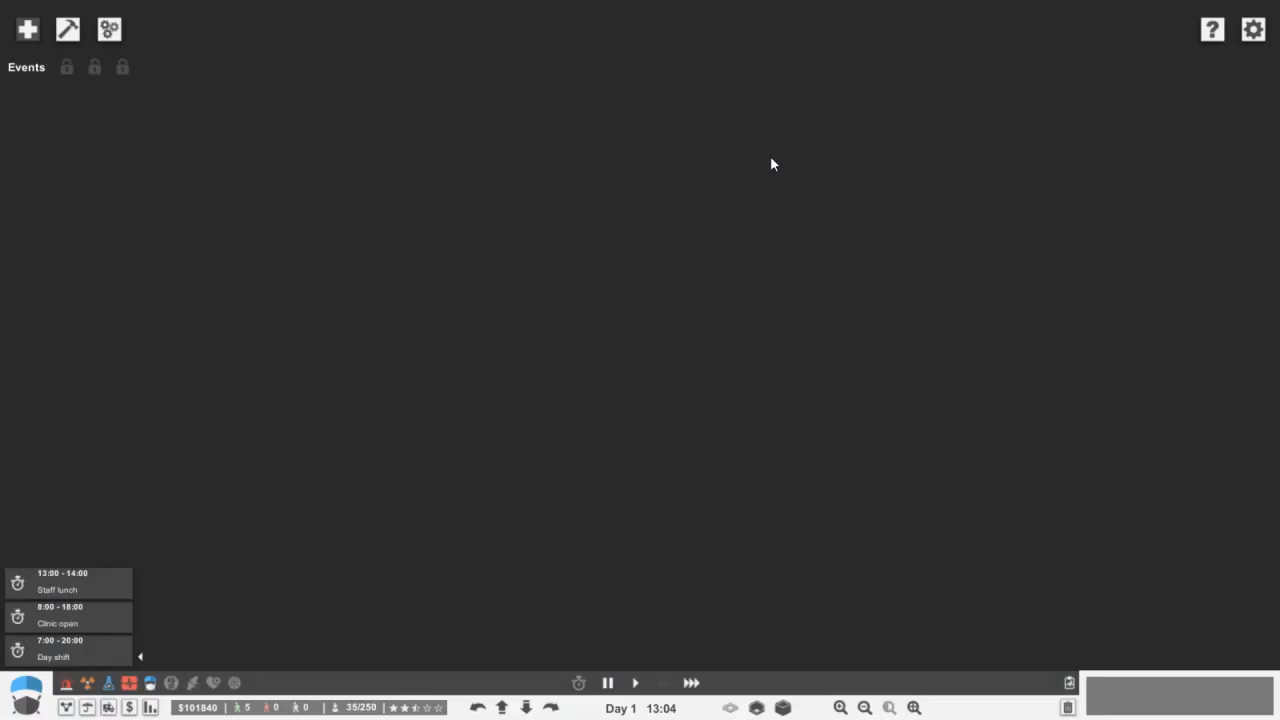 Events
13:00 - 14:00
Staff lunch
8:00 - 18:00
Clinic open
7:00 - 20:00
Day shift
$101840 | 5 0 0 | 35/250 |
Day 1 13:04